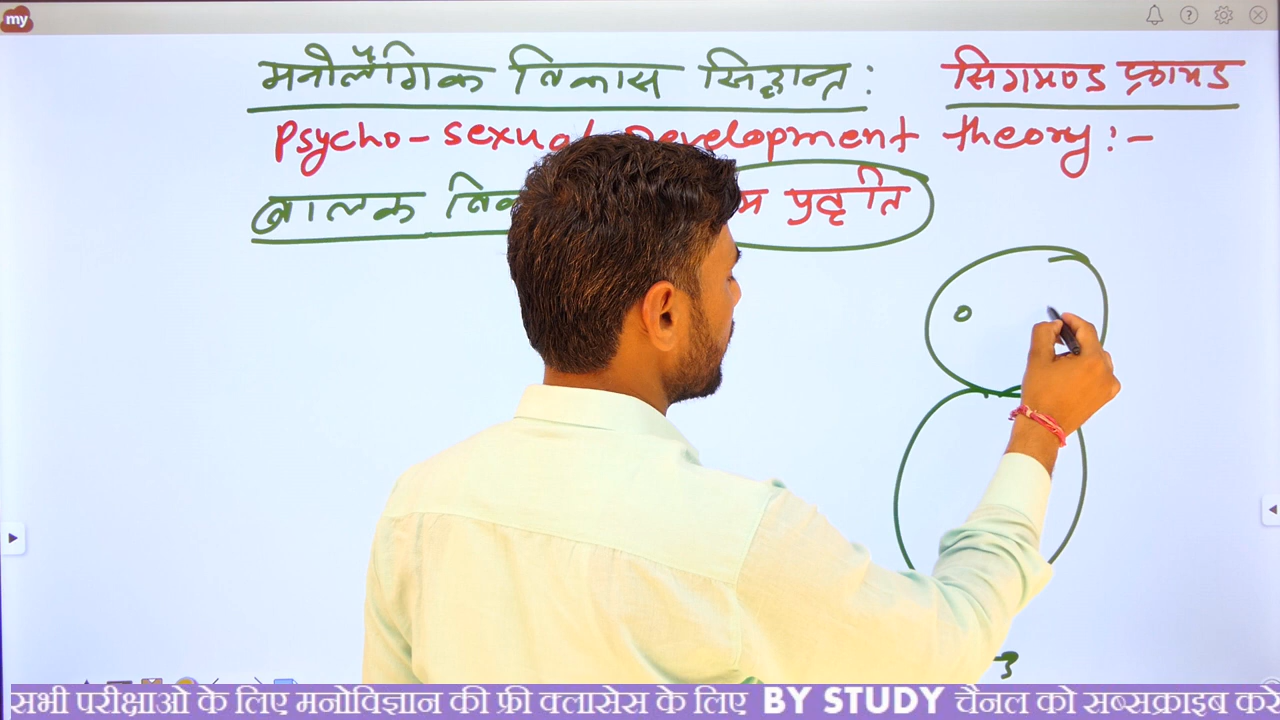 my
मनोलैंगिक विकास सिद्धान्त : सिगमण्ड फ्रायड
Psycho-sexual Development theory :-
बालक प्रवृति
3
सभी परीक्षाओ के लिए मनोविज्ञान की फ्री क्लासेस के लिए BY STUDY चैनल को सब्सक्राइब करे